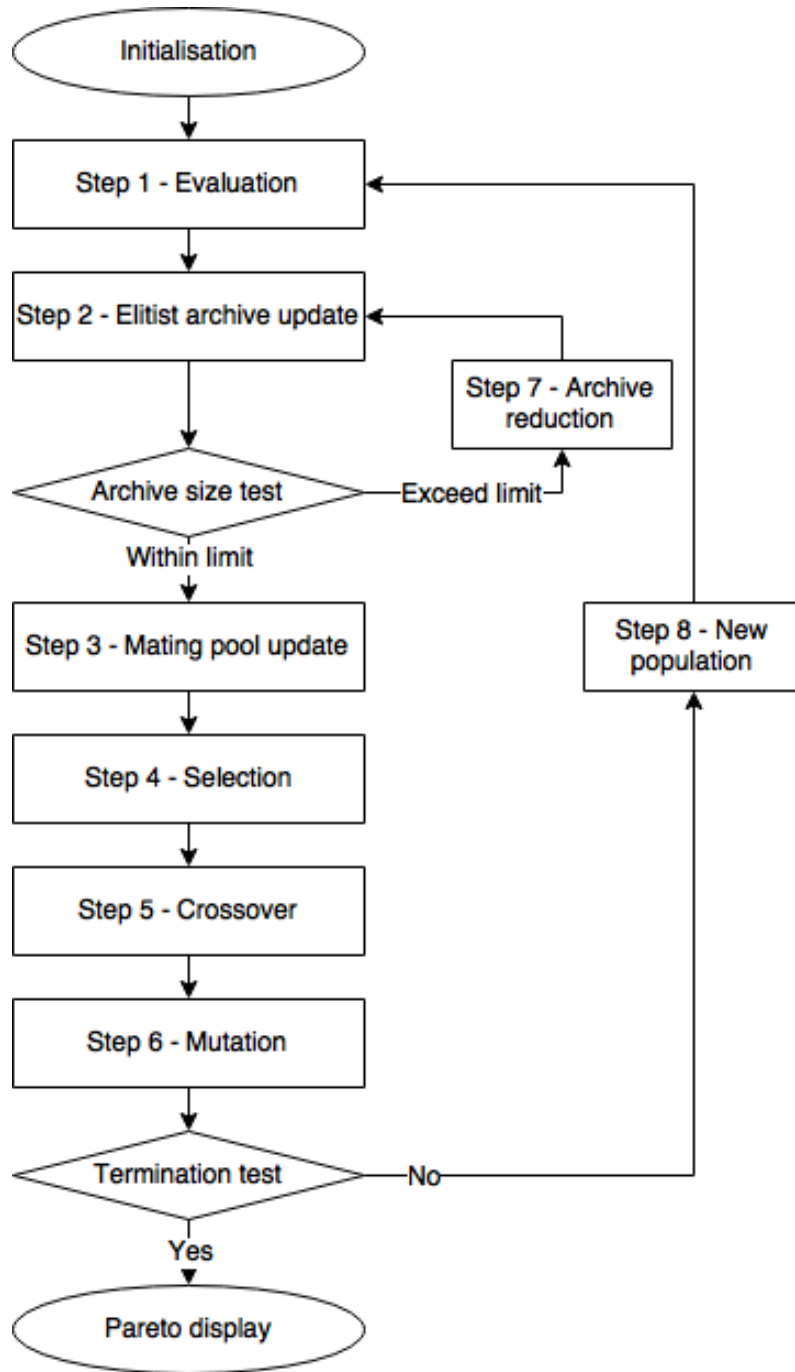 Initialisation
Step 1 - Evaluation
Step 2 - Elitist archive update
Step 7 - Archive
reduction
Archive size test
Exceed limit
Within limit
Step 3 - Mating pool update
Step 8 - New
population
Step 4 - Selection
Step 5 - Crossover
Step 6 - Mutation
Termination test
No
Yes
Pareto display